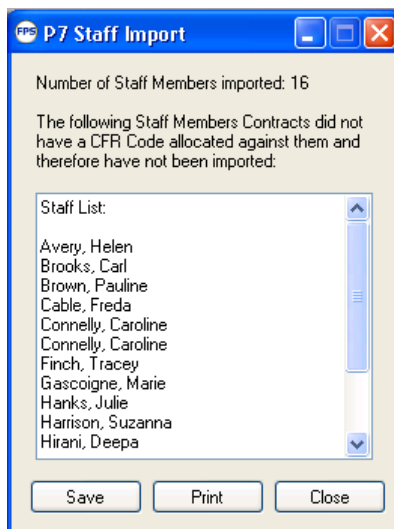 FPS P7 Staff Import
Number of Staff Members imported: 16
The following Staff Members Contracts did not
have a CFR Code allocated against them and
therefore have not been imported:
Staff List:
Avery, Helen
Brooks, Carl
Brown, Pauline
Cable, Freda
Connelly, Caroline
Connelly, Caroline
Finch, Tracey
Gascoigne, Marie
Hanks, Julie
Harrison, Suzanna
Hirani, Deepa
Save Print Close